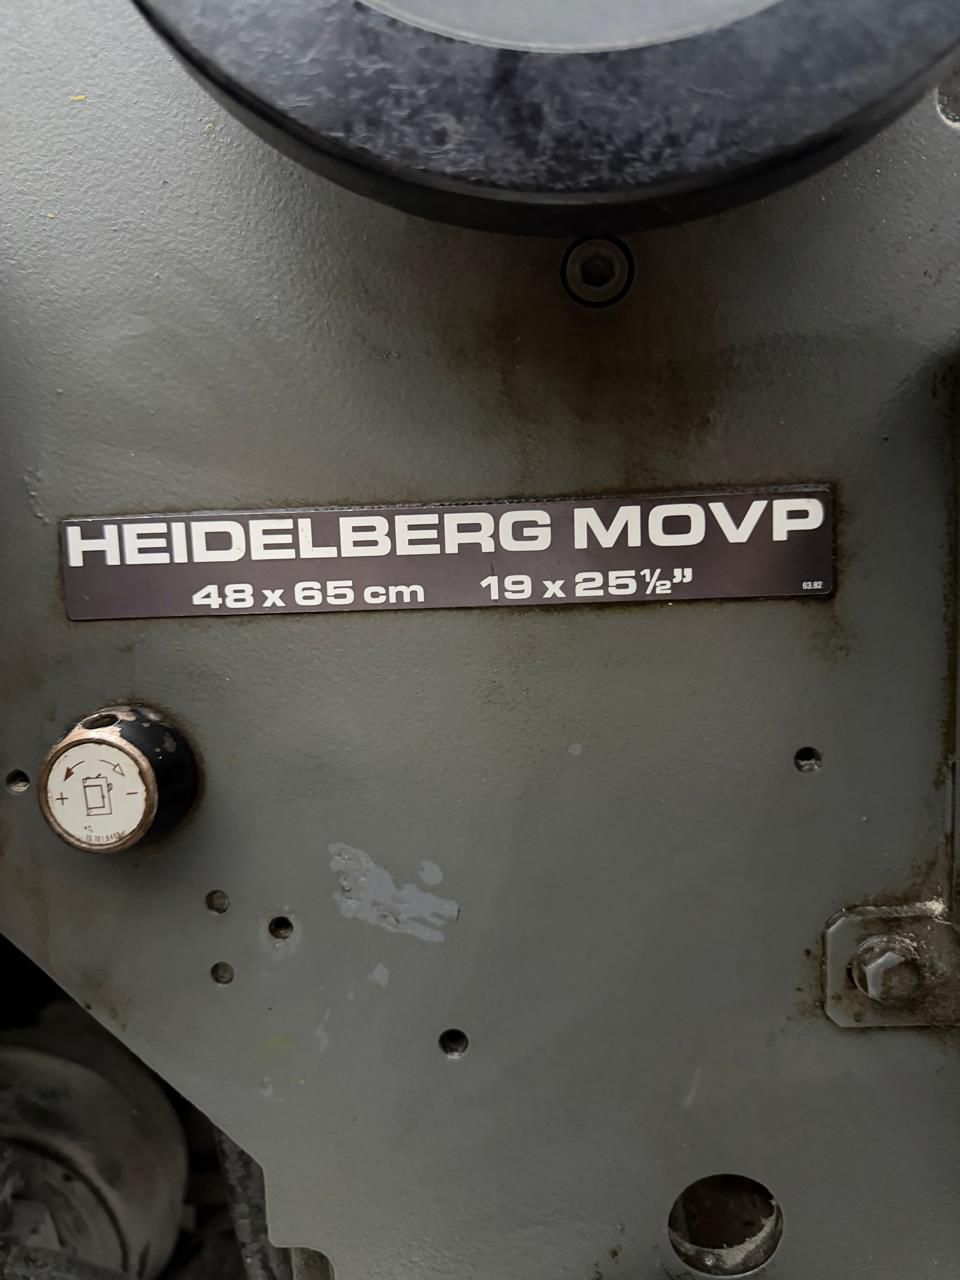 HEIDELBERG MOVP
48 x 65 cm 19 x 25½”
63.82
+ −